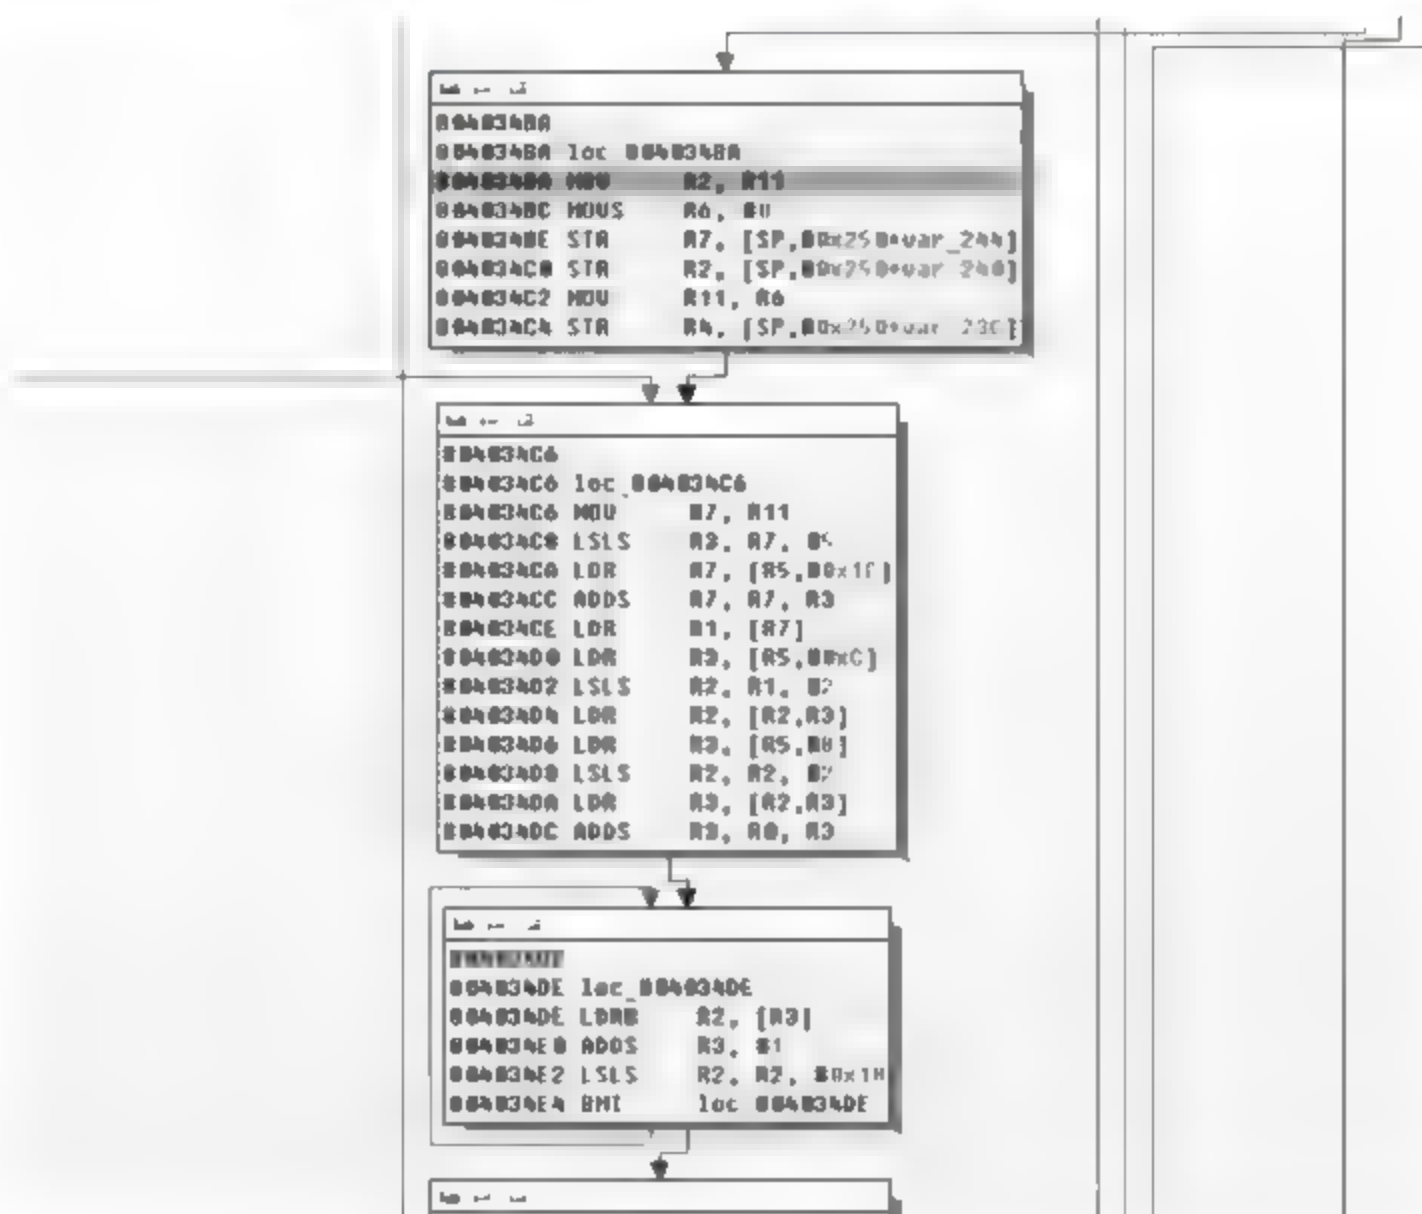 004034BA
004034BA loc_004034BA
004034BA MOV R2, R11
004034BC MOVS R6, #0
004034BE STR R7, [SP,#0x250+var_244]
004034C0 STR R2, [SP,#0x250+var_240]
004034C2 MOV R11, R6
004034C4 STR R4, [SP,#0x250+var_23C]
004034C6
004034C6 loc_004034C6
004034C6 MOV R7, R11
004034C8 LSLS R3, R7, #5
004034CA LDR R7, [R5,
004034CC ADDS R7, R7, R3
004034CE LDR R1, [R7]
004034D0 LDR R3, [R5,#0xC]
004034D2 LSLS R2, R1, #2
004034D4 LDR R2, [R2,R3]
004034D6 LDR R3, [R5,#8]
004034D8 LSLS R2, R2, #2
004034DA LDR R3, [R2,R3]
004034DC ADDS R3, R0, R3
004034DE
004034DE loc_004034DE
004034DE LDRB R2, [R3]
004034E0 ADDS R3, #1
004034E2 LSLS R2, R2, #0x18
004034E4 BMI loc_004034DE